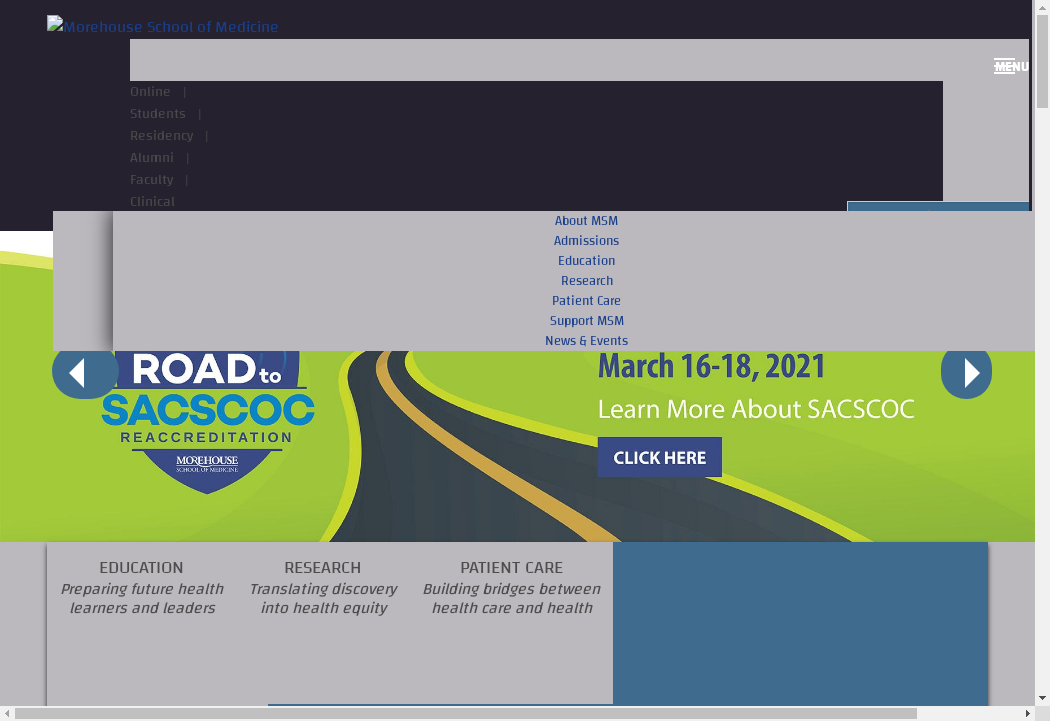 Morehouse School of Medicine
MENU
Online |
Students |
Residency |
Alumni |
Faculty |
Clinical
About MSM
Admissions
Education
Research
Patient Care
Support MSM
News & Events
ROAD to
SACSCOC
REACCREDITATION
MOREHOUSE
SCHOOL OF MEDICINE
March 16-18, 2021
Learn More About SACSCOC
CLICK HERE
EDUCATION
Preparing future health
learners and leaders
RESEARCH
Translating discovery
into health equity
PATIENT CARE
Building bridges between
health care and health